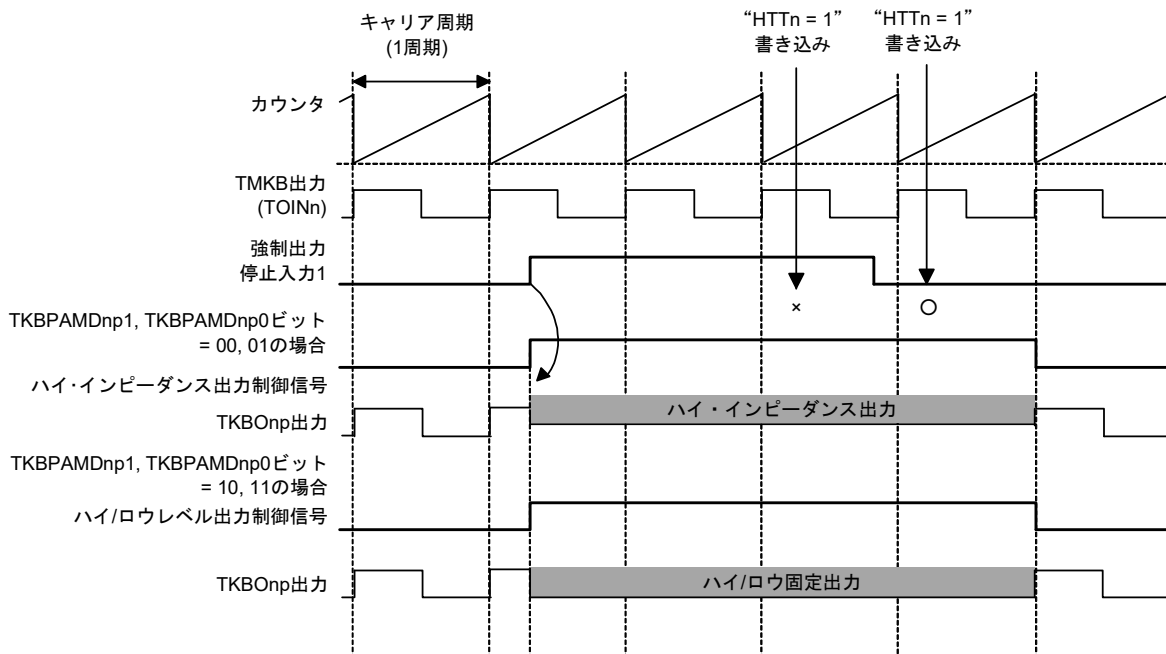 キャリア周期
(1周期)
“HTTn = 1”
書き込み
“HTTn = 1”
書き込み
カウンタ
TMKB出力
(TOINn)
強制出力
停止入力1
×
○
TKBPAMDnp1, TKBPAMDnp0ビット
= 00, 01の場合
ハイ･インピーダンス出力制御信号
ハイ・インピーダンス出力
TKBOnp出力
TKBPAMDnp1, TKBPAMDnp0ビット
= 10, 11の場合
ハイ/ロウレベル出力制御信号
ハイ/ロウ固定出力
TKBOnp出力